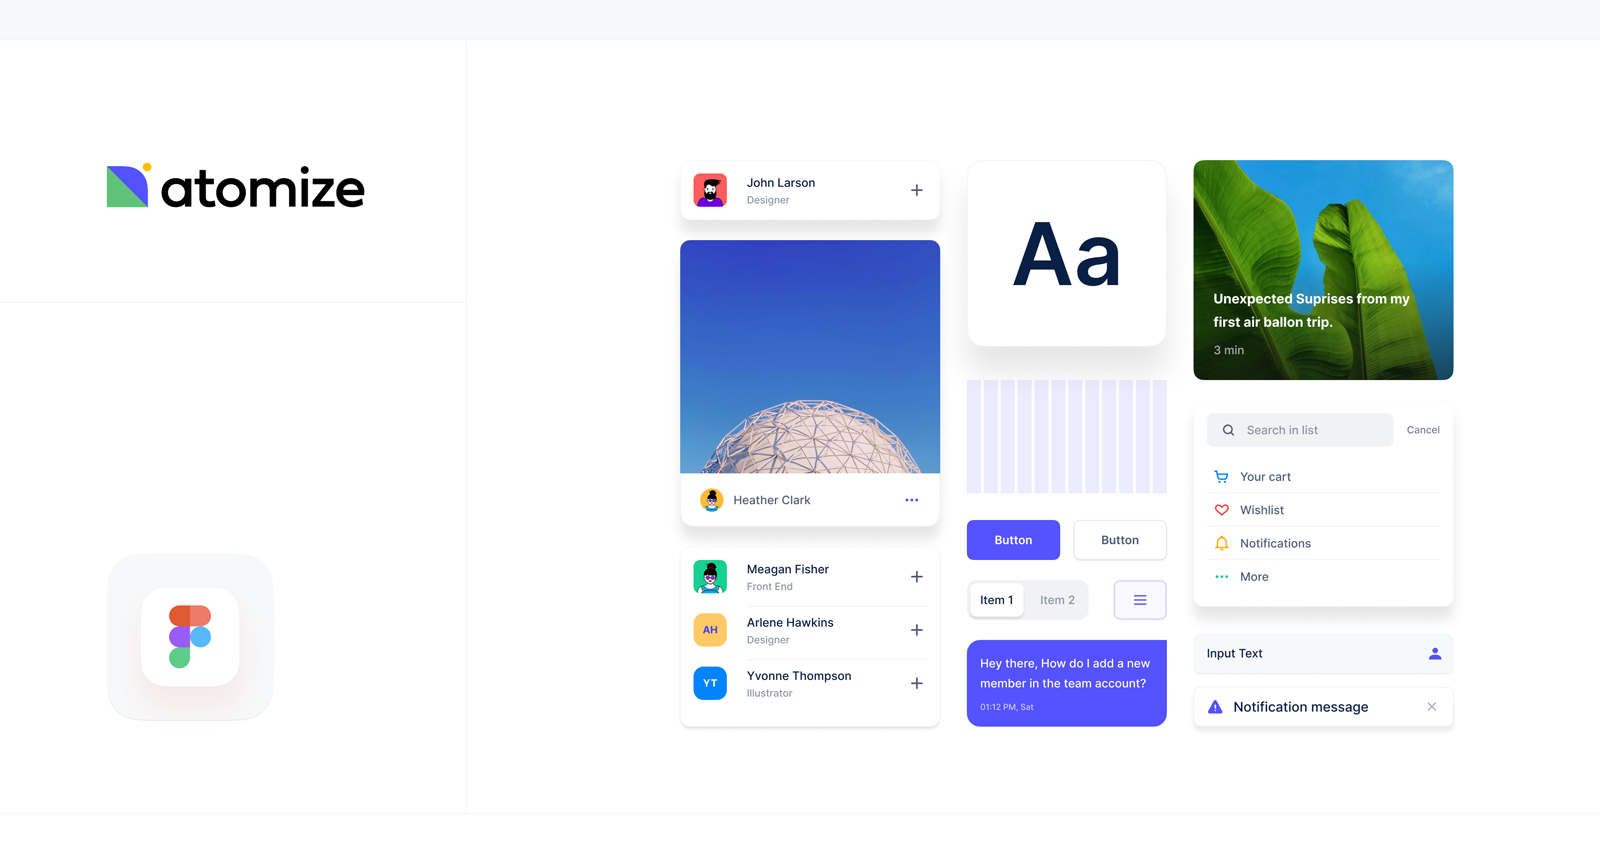 atomize
John Larson
Designer
Heather Clark
Meagan Fisher
Front End
AH
Arlene Hawkins
Designer
YT
Yvonne Thompson
Illustrator
Aa
Button
Button
Item 1
Item 2
Hey there, How do I add a new
member in the team account?
01:12 PM, Sat
Unexpected Suprises from my
first air ballon trip.
3 min
Search in list
Cancel
Your cart
Wishlist
Notifications
More
Input Text
Notification message